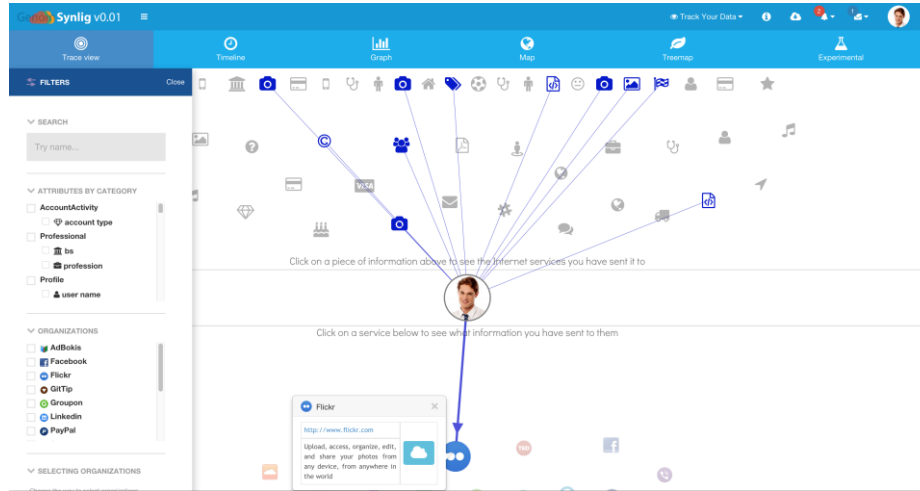 GenomSynlig v0.01
Track Your Data
2
1
Trace view
Timeline
Graph
Map
Treemap
Experimental
FILTERS
Close
SEARCH
Try name...
ATTRIBUTES BY CATEGORY
AccountActivity
account type
Professional
bs
profession
Profile
user name
ORGANIZATIONS
AdBokis
Facebook
Flickr
GitTip
Groupon
Linkedin
PayPal
SELECTING ORGANIZATIONS
VISA
Click on a piece of information above to see the Internet services you have sent it to
Click on a service below to see what information you have sent to them
Flickr
http://www.flickr.com
Upload, access, organize, edit,
and share your photos from
any device, from anywhere in
the world